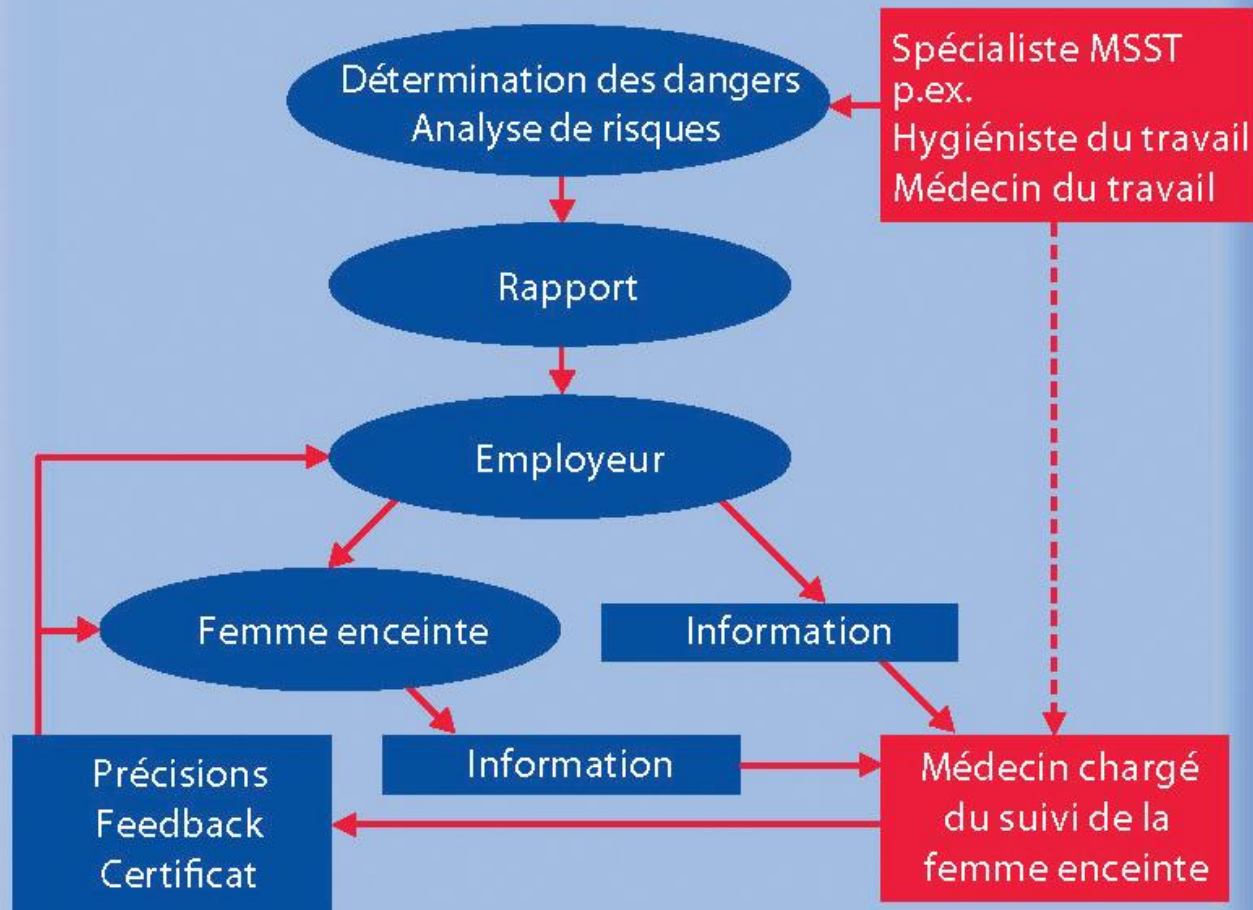 Détermination des dangers
Analyse de risques
Spécialiste MSST
p.ex.
Hygiéniste du travail
Médecin du travail
Rapport
Employeur
Femme enceinte
Information
Précisions
Feedback
Certificat
Information
Médecin chargé
du suivi de la
femme enceinte